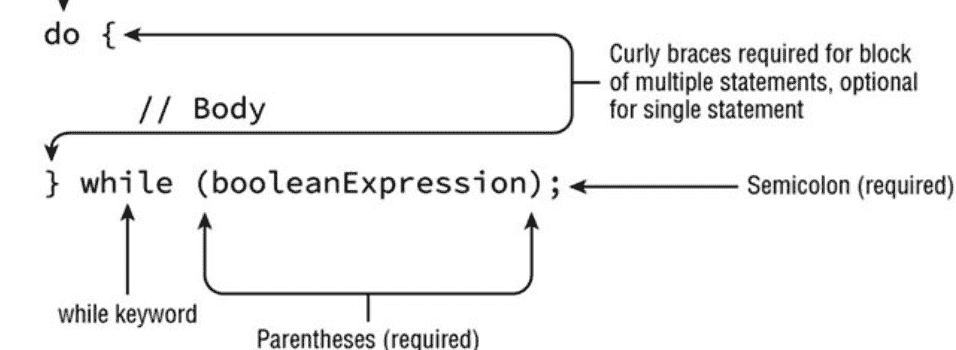 do {
Curly braces required for block
of multiple statements, optional
for single statement
// Body
} while (booleanExpression);
Semicolon (required)
while keyword
Parentheses (required)